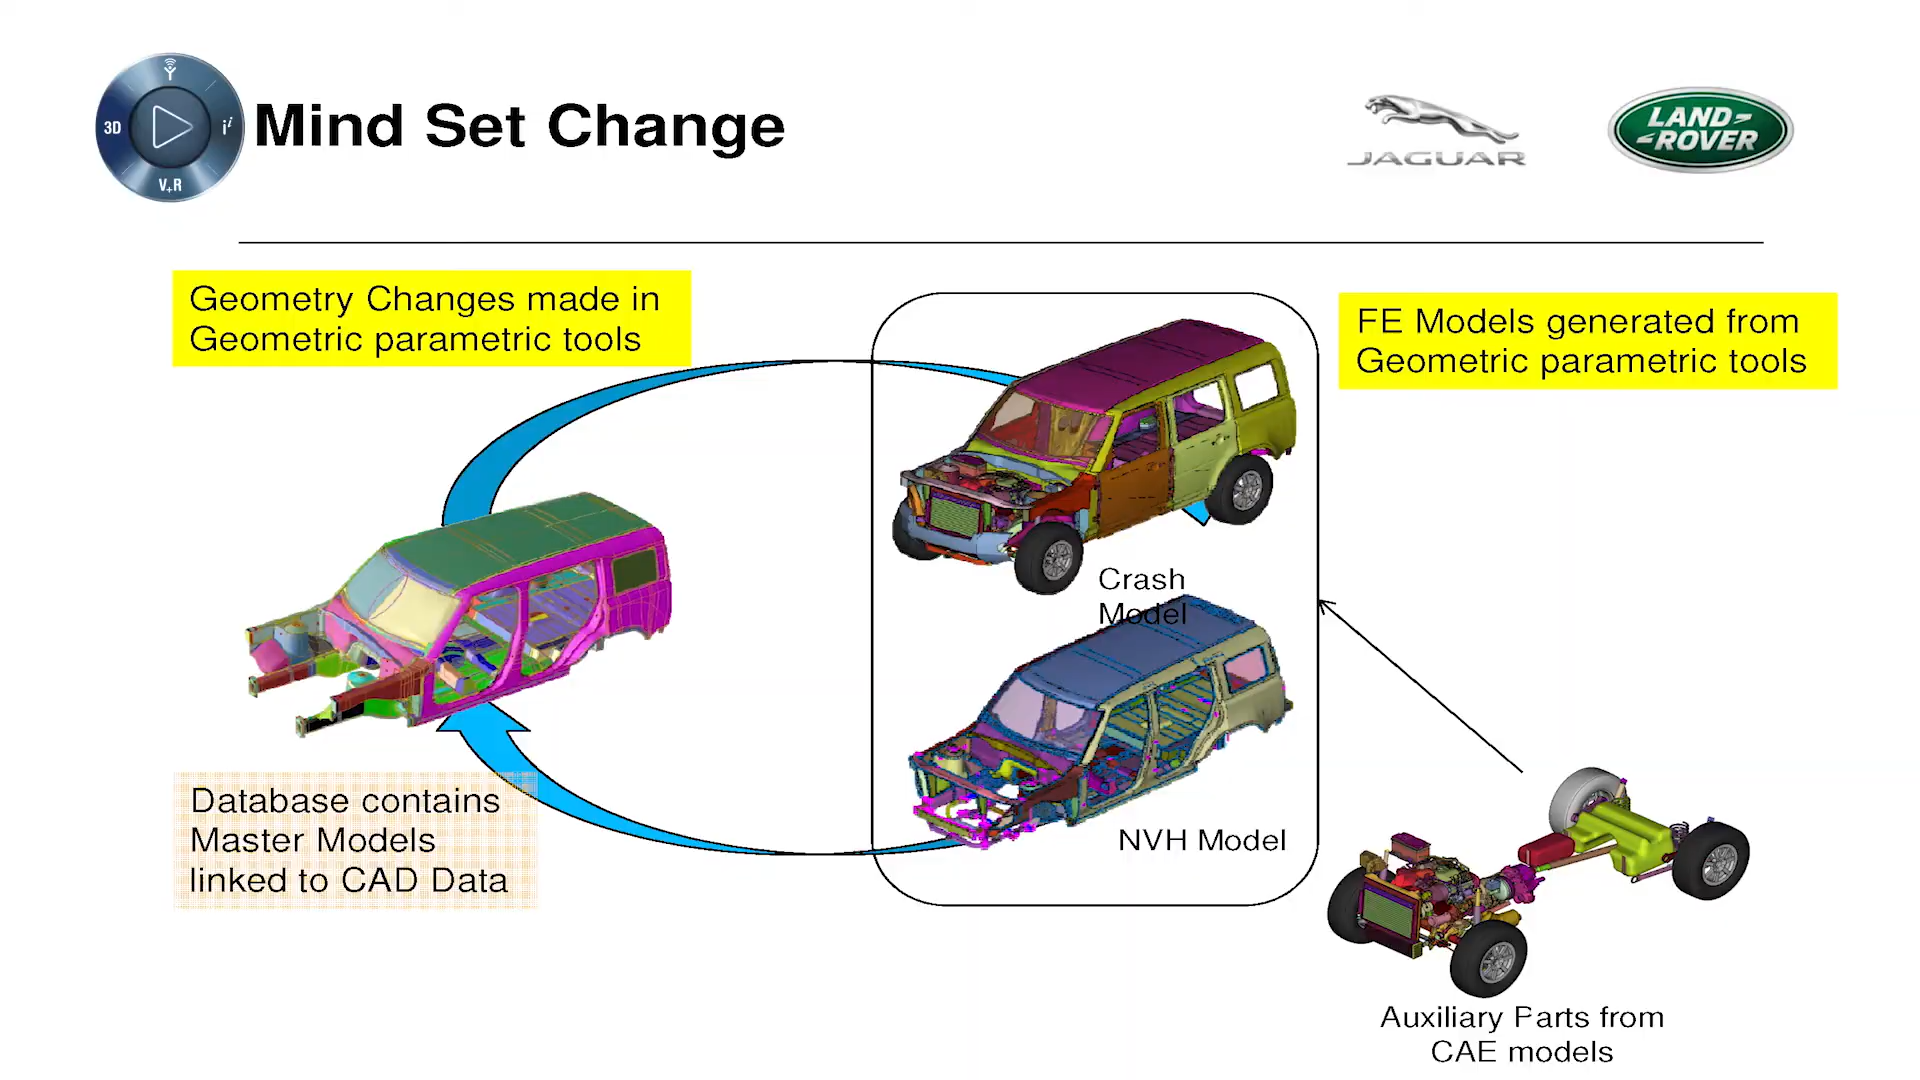 3D
V+R
i
Mind Set Change
JAGUAR
LAND-
-ROVER
Geometry Changes made in
Geometric parametric tools
FE Models generated from
Geometric parametric tools
Crash
Model
Database contains
Master Models
linked to CAD Data
NVH Model
Auxiliary Parts from
CAE models